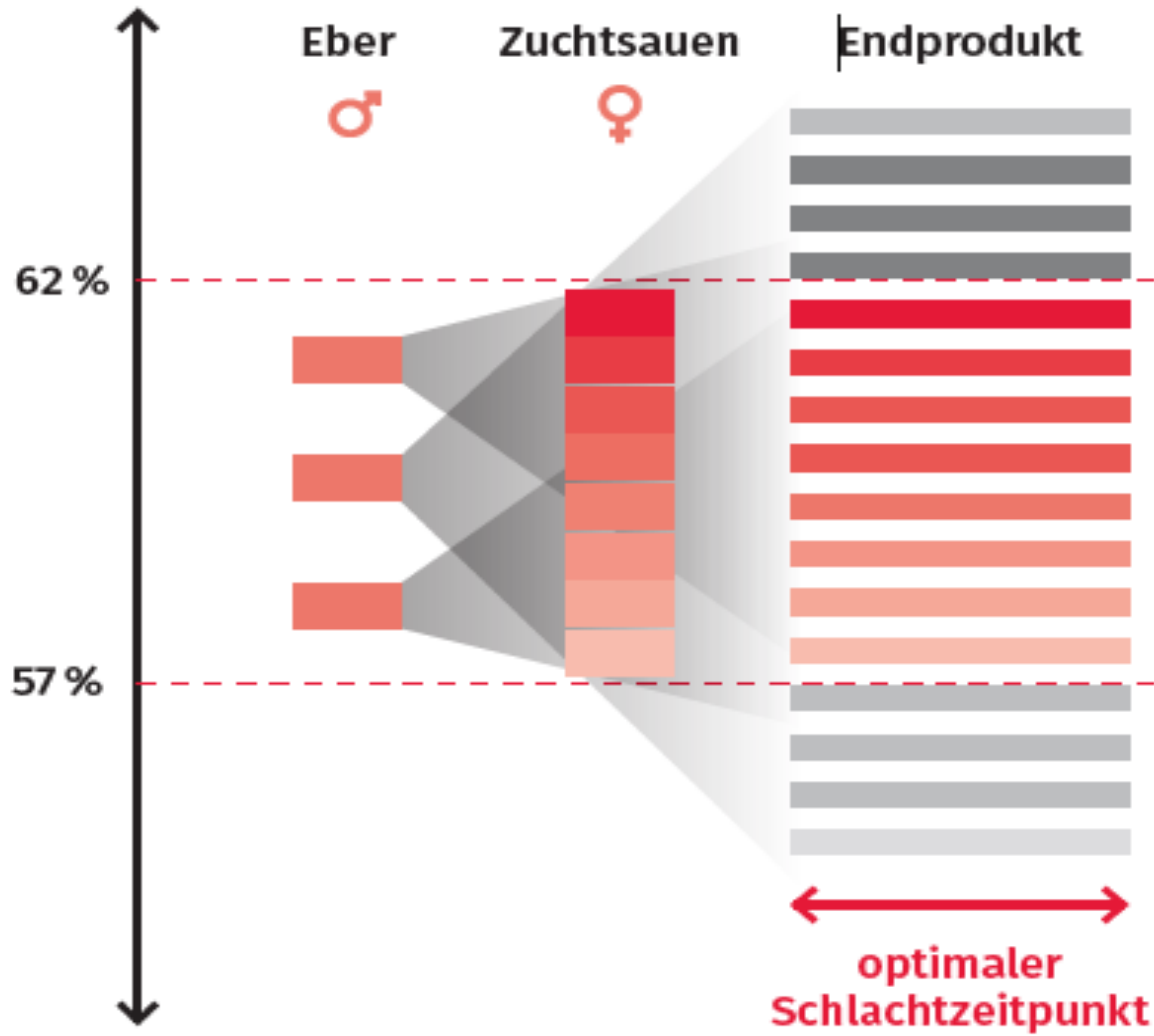 Eber
Zuchtsauen
Endprodukt
62 %
57 %
optimaler
Schlachtzeitpunkt